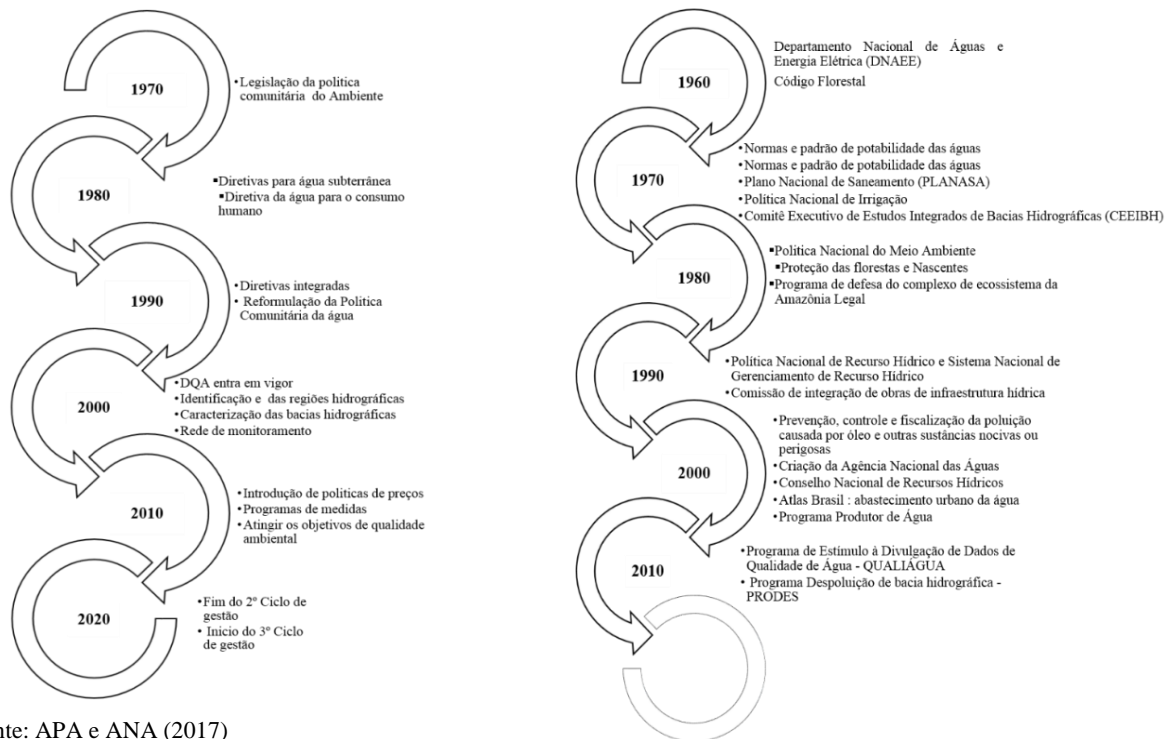 1970
•Legislação da politica
comunitária do Ambiente
1980
▪Diretivas para água subterrânea
▪Diretiva da água para o consumo
humano
1990
•Diretivas integradas
• Reformulação da Politica
Comunitária da água
2000
•DQA entra em vigor
•Identificação e das regiões hidrográficas
•Caracterização das bacias hidrográficas
•Rede de monitoramento
2010
•Introdução de politicas de preços
•Programas de medidas
•Atingir os objetivos de qualidade
ambiental
2020
•Fim do 2º Ciclo de
gestão
• Inicio do 3º Ciclo
de gestão
1960
Departamento Nacional de Águas e
Energia Elétrica (DNAEE)
Código Florestal
1970
•Normas e padrão de potabilidade das águas
•Normas e padrão de potabilidade das águas
•Plano Nacional de Saneamento (PLANASA)
•Política Nacional de Irrigação
•Comitê Executivo de Estudos Integrados de Bacias Hidrográficas (CEEIBH)
1980
▪Politica Nacional do Meio Ambiente
▪Proteção das florestas e Nascentes
▪Programa de defesa do complexo de ecossistema da
Amazônia Legal
1990
•Política Nacional de Recurso Hídrico e Sistema Nacional de
Gerenciamento de Recurso Hídrico
•Comissão de integração de obras de infraestrutura hídrica
2000
•Prevenção, controle e fiscalização da poluição
causada por óleo e outras sustâncias nocivas ou
perigosas
•Criação da Agência Nacional das Águas
•Conselho Nacional de Recursos Hídricos
•Atlas Brasil : abastecimento urbano da água
•Programa Produtor de Água
2010
•Programa de Estímulo à Divulgação de Dados de
Qualidade de Água - QUALIÁGUA
• Programa Despoluição de bacia hidrográfica -
PRODES
nte: APA e ANA (2017)